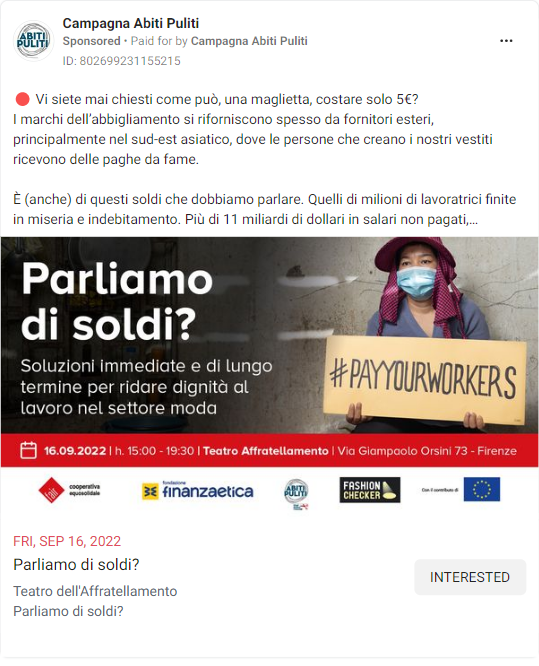 Campagna Abiti Puliti
Sponsored • Paid for by Campagna Abiti Puliti
ID: 802699231155215
Vi siete mai chiesti come può, una maglietta, costare solo 5€?
I marchi dell'abbigliamento si riforniscono spesso da fornitori esteri,
principalmente nel sud-est asiatico, dove le persone che creano i nostri vestiti
ricevono delle paghe da fame.
È (anche) di questi soldi che dobbiamo parlare. Quelli di milioni di lavoratrici finite
in miseria e indebitamento. Più di 11 miliardi di dollari in salari non pagati,...
Parliamo
di soldi?
Soluzioni immediate e di lungo
termine per ridare dignità al
lavoro nel settore moda
#PAYYOURWORKERS
16.09.2022 | h. 15:00 - 19:30 | Teatro Affratellamento | Via Giampaolo Orsini 73 - Firenze
fair
cooperativa
equosolidale
fondazione
finanzaetica
ABITI
PULITI
FASHION
CHECKER
Con il contributo di
FRI, SEP 16, 2022
Parliamo di soldi?
Teatro dell'Affratellamento
Parliamo di soldi?
INTERESTED